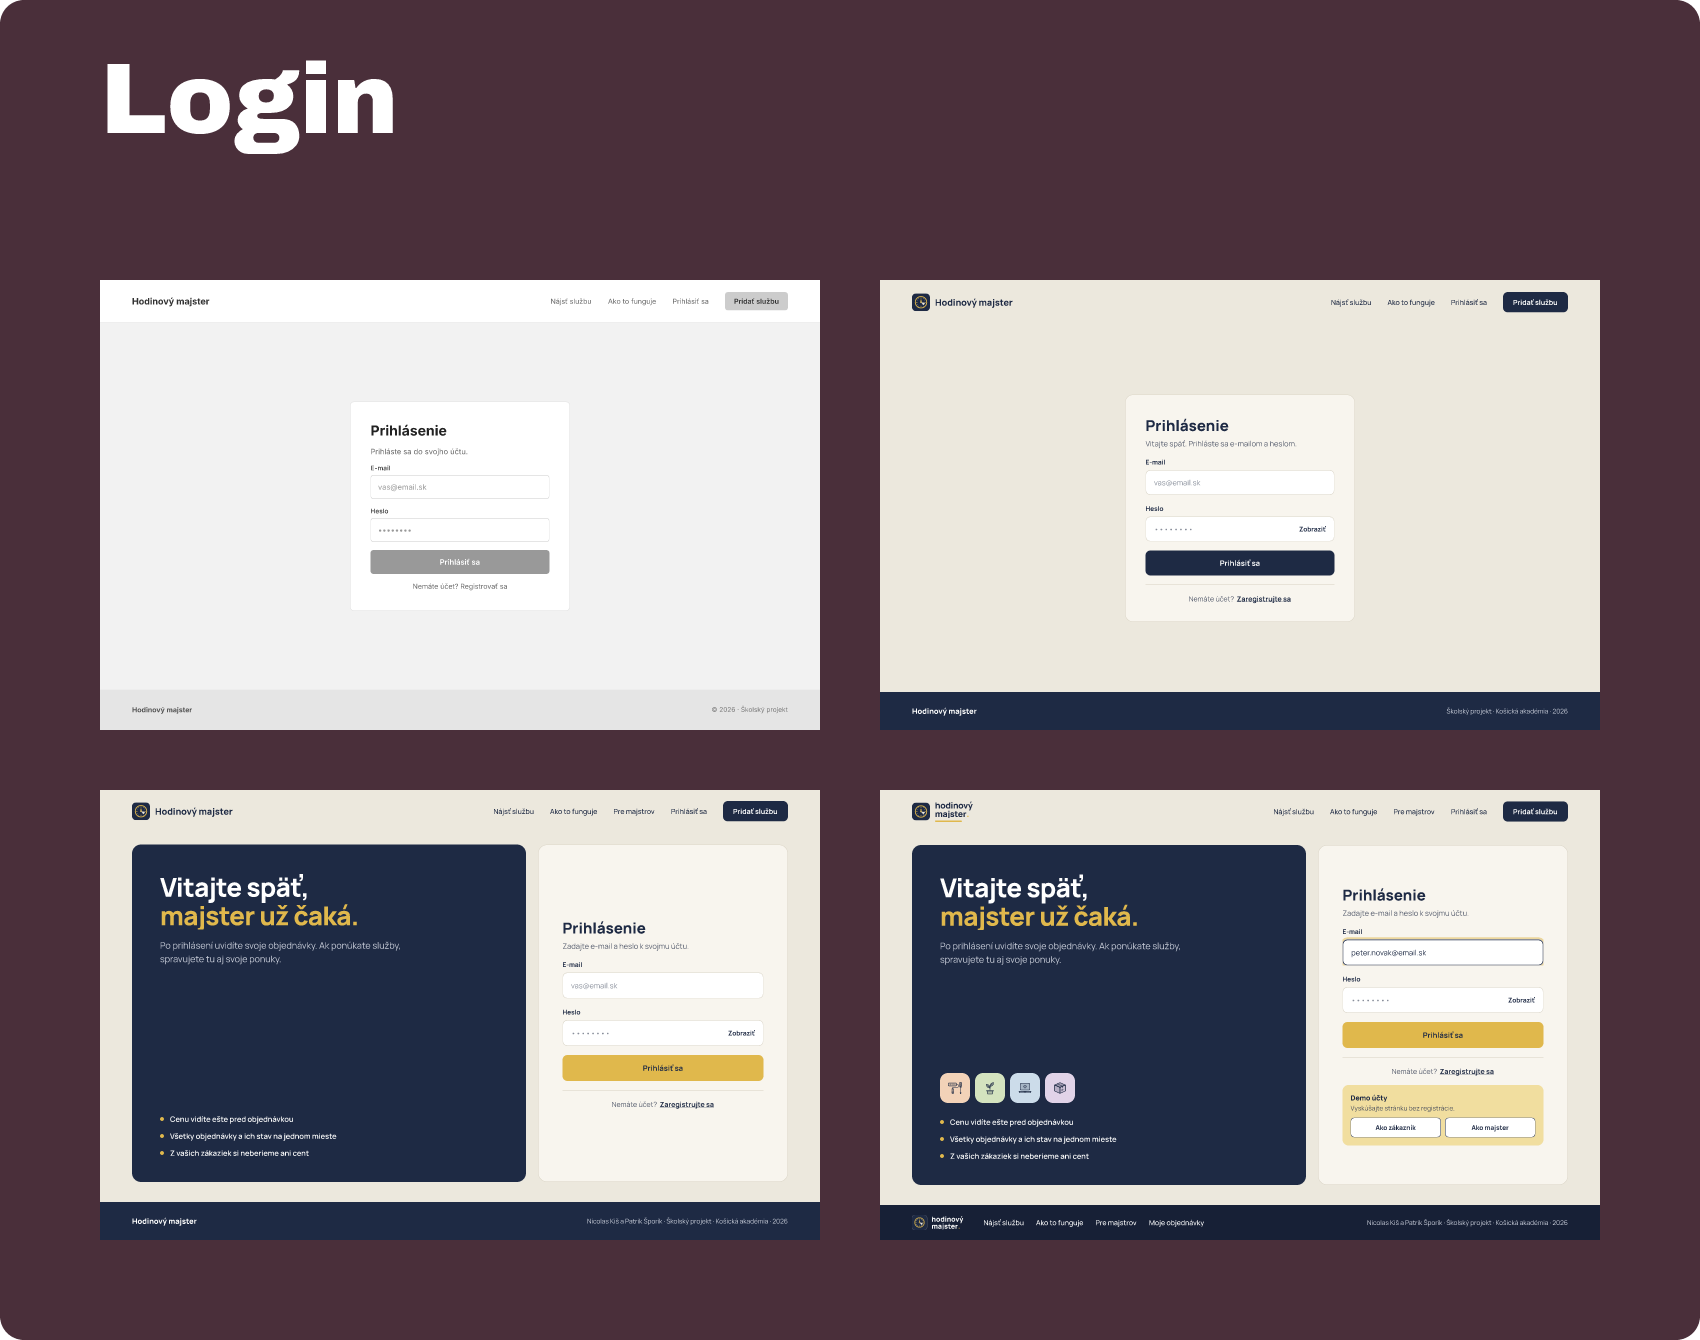 Login
Hodinový majster
Nájsť službu
Ako to funguje
Prihlásiť sa
Pridať službu
Prihlásenie
Prihláste sa do svojho účtu.
E-mail
vas@email.sk
Heslo
••••••••
Prihlásiť sa
Nemáte účet? Registrovať sa
Hodinový majster
© 2026 · Školský projekt
Hodinový majster
Nájsť službu
Ako to funguje
Prihlásiť sa
Pridať službu
Prihlásenie
Vitajte späť. Prihláste sa e-mailom a heslom.
E-mail
vas@email.sk
Heslo
••••••••
Zobraziť
Prihlásiť sa
Nemáte účet? Zaregistrujte sa
Hodinový majster
Školský projekt · Košická akadémia · 2026
Hodinový majster
Nájsť službu
Ako to funguje
Pre majstrov
Prihlásiť sa
Pridať službu
Vitajte späť,
majster už čaká.
Po prihlásení uvidíte svoje objednávky. Ak ponúkate služby,
spravujete tu aj svoje ponuky.
Cenu vidíte ešte pred objednávkou
Všetky objednávky a ich stav na jednom mieste
Z vašich zákaziek si neberieme ani cent
Prihlásenie
Zadajte e-mail a heslo k svojmu účtu.
E-mail
vas@email.sk
Heslo
••••••••
Zobraziť
Prihlásiť sa
Nemáte účet? Zaregistrujte sa
Hodinový majster
Nicolas Kiš a Patrik Šporik · Školský projekt · Košická akadémia · 2026
hodinový
majster.
Nájsť službu
Ako to funguje
Pre majstrov
Prihlásiť sa
Pridať službu
Vitajte späť,
majster už čaká.
Po prihlásení uvidíte svoje objednávky. Ak ponúkate služby,
spravujete tu aj svoje ponuky.
Cenu vidíte ešte pred objednávkou
Všetky objednávky a ich stav na jednom mieste
Z vašich zákaziek si neberieme ani cent
Prihlásenie
Zadajte e-mail a heslo k svojmu účtu.
E-mail
peter.novak@email.sk
Heslo
••••••••
Zobraziť
Prihlásiť sa
Nemáte účet? Zaregistrujte sa
Demo účty
Vyskúšajte stránku bez registrácie.
Ako zákazník
Ako majster
hodinový
majster.
Nájsť službu
Ako to funguje
Pre majstrov
Moje objednávky
Nicolas Kiš a Patrik Šporik · Školský projekt · Košická akadémia · 2026